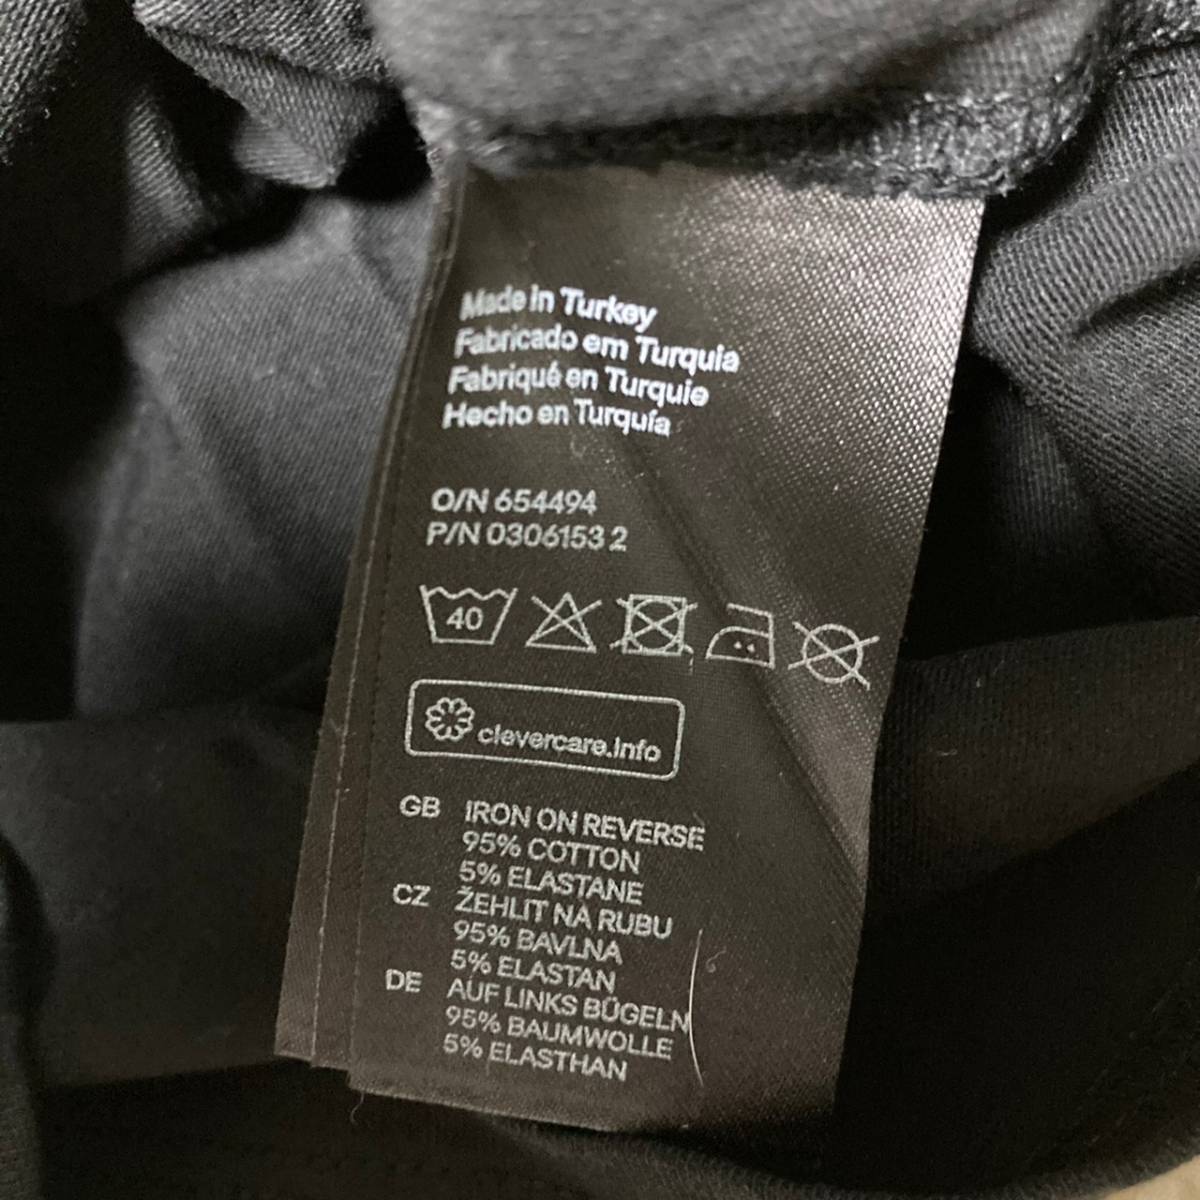 Made in Turkey
Fabricado em Turquia
Fabriqué en Turquie
Hecho en Turquía
O/N 654494
P/N 0306153 2
40
clevercare.info
GB IRON ON REVERSE
95% COTTON
5% ELASTANE
CZ ŽEHLIT NA RUBU
95% BAVLNA
5% ELASTAN
DE AUF LINKS BÜGELN
95% BAUMWOLLE
5% ELASTHAN